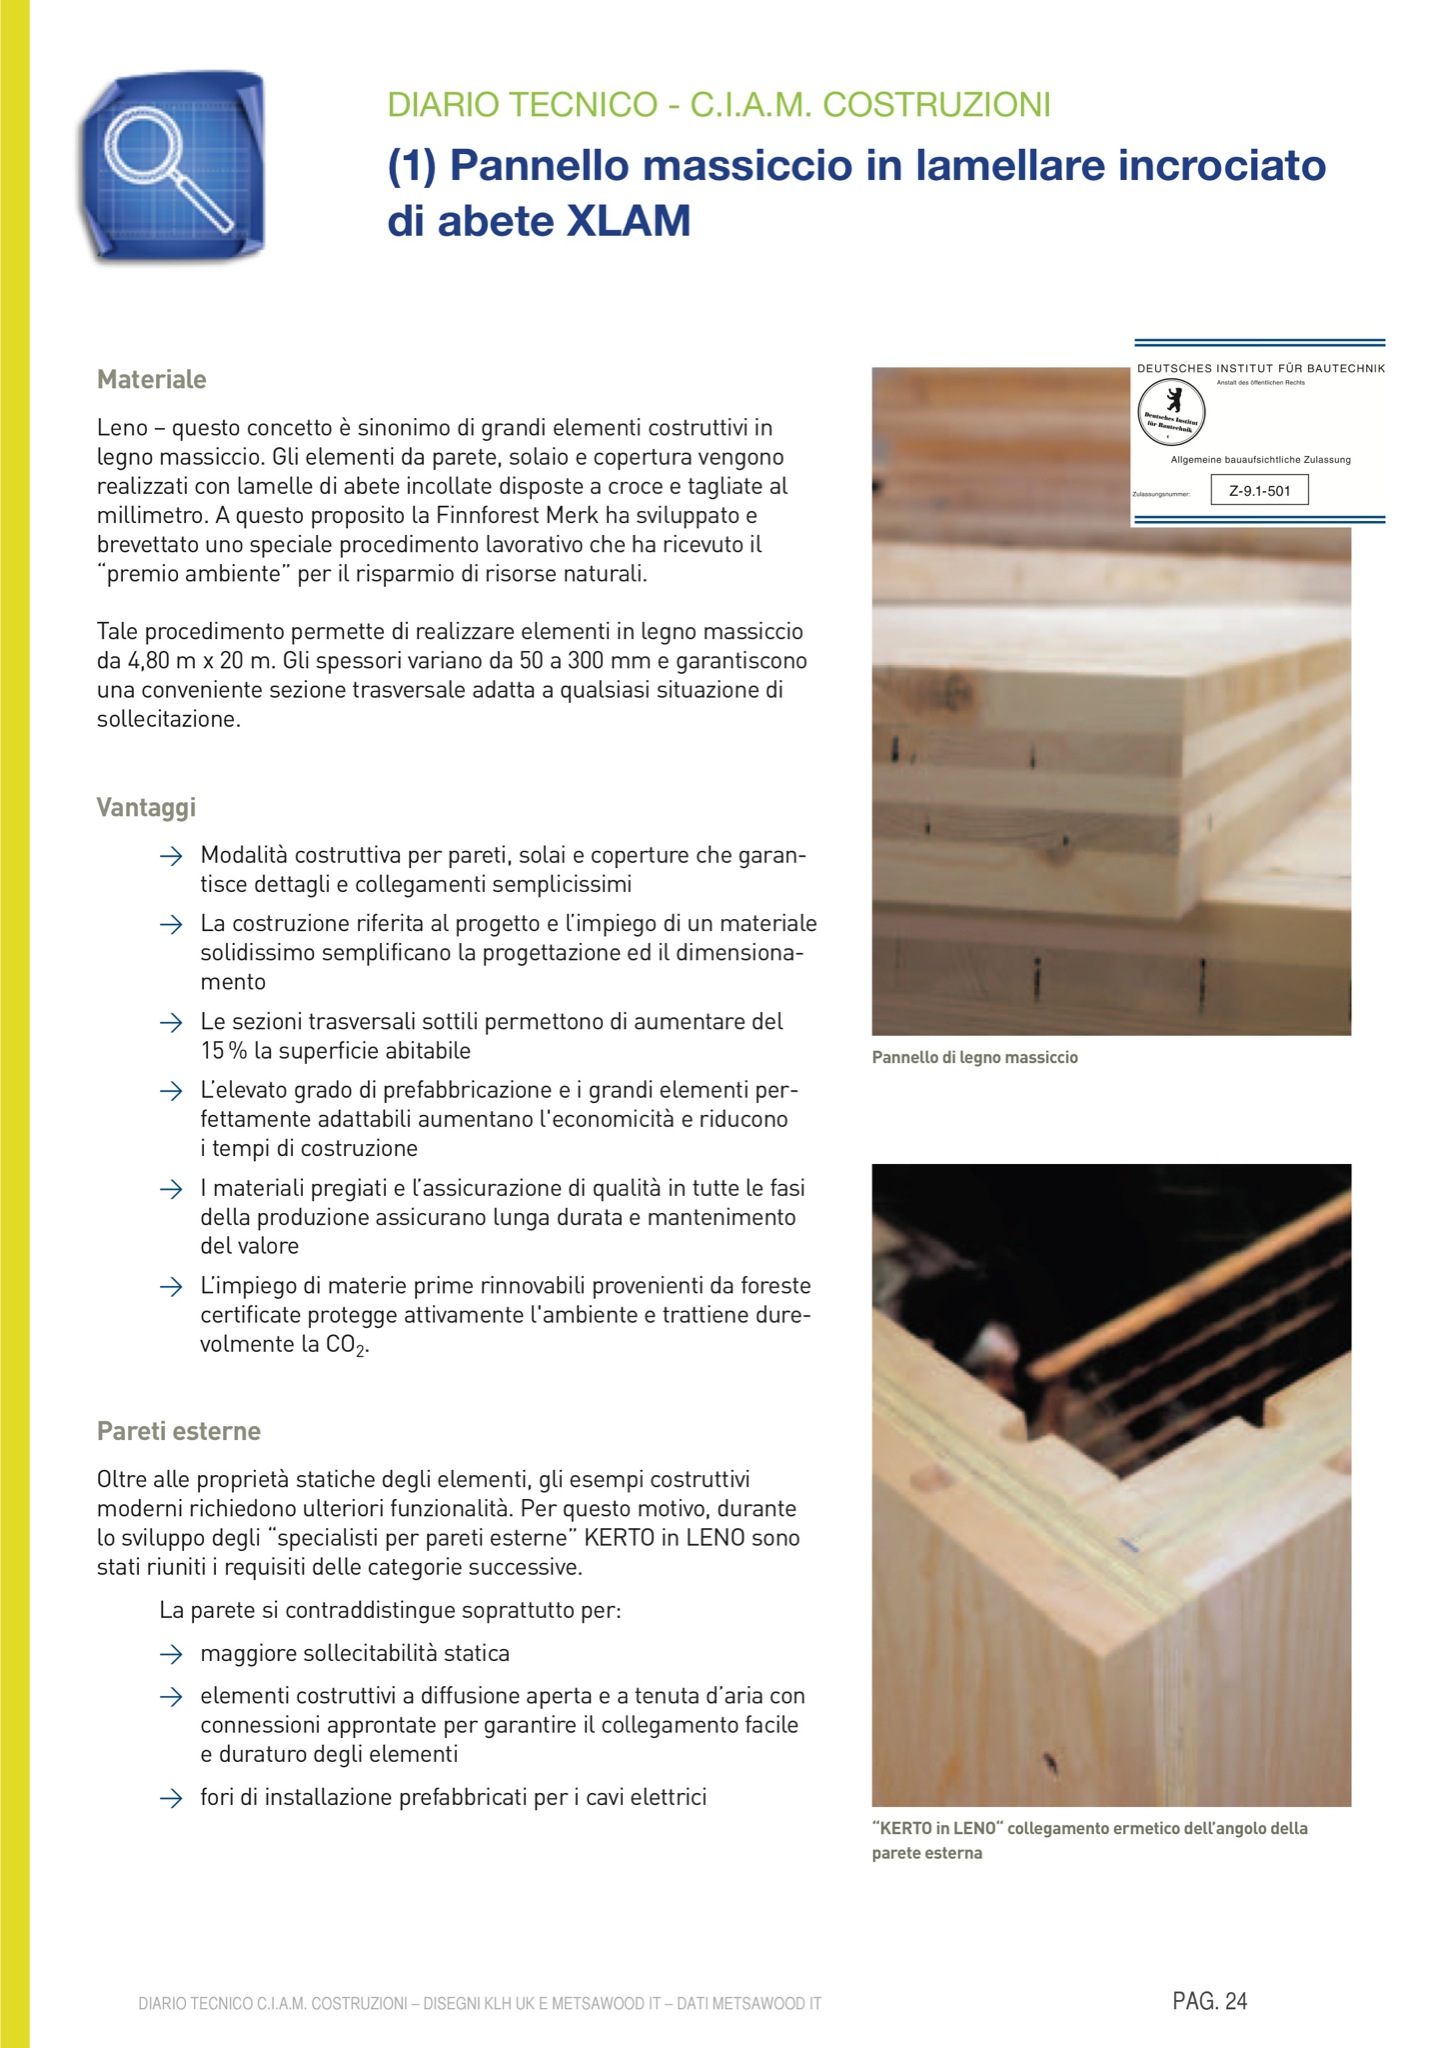 DIARIO TECNICO - C.I.A.M. COSTRUZIONI
(1) Pannello massiccio in lamellare incrociato
di abete XLAM
Materiale
Leno – questo concetto è sinonimo di grandi elementi costruttivi in
legno massiccio. Gli elementi da parete, solaio e copertura vengono
realizzati con lamelle di abete incollate disposte a croce e tagliate al
millimetro. A questo proposito la Finnforest Merk ha sviluppato e
brevettato uno speciale procedimento lavorativo che ha ricevuto il
“premio ambiente” per il risparmio di risorse naturali.
Tale procedimento permette di realizzare elementi in legno massiccio
da 4,80 m x 20 m. Gli spessori variano da 50 a 300 mm e garantiscono
una conveniente sezione trasversale adatta a qualsiasi situazione di
sollecitazione.
Vantaggi
→ Modalità costruttiva per pareti, solai e coperture che garan-
tisce dettagli e collegamenti semplicissimi
→ La costruzione riferita al progetto e l’impiego di un materiale
solidissimo semplificano la progettazione ed il dimensiona-
mento
→ Le sezioni trasversali sottili permettono di aumentare del
15 % la superficie abitabile
→ L’elevato grado di prefabbricazione e i grandi elementi per-
fettamente adattabili aumentano l'economicità e riducono
i tempi di costruzione
→ I materiali pregiati e l’assicurazione di qualità in tutte le fasi
della produzione assicurano lunga durata e mantenimento
del valore
→ L’impiego di materie prime rinnovabili provenienti da foreste
certificate protegge attivamente l'ambiente e trattiene dure-
volmente la CO₂.
Pareti esterne
Oltre alle proprietà statiche degli elementi, gli esempi costruttivi
moderni richiedono ulteriori funzionalità. Per questo motivo, durante
lo sviluppo degli “specialisti per pareti esterne” KERTO in LENO sono
stati riuniti i requisiti delle categorie successive.
La parete si contraddistingue soprattutto per:
→ maggiore sollecitabilità statica
→ elementi costruttivi a diffusione aperta e a tenuta d’aria con
connessioni approntate per garantire il collegamento facile
e duraturo degli elementi
→ fori di installazione prefabbricati per i cavi elettrici
DEUTSCHES INSTITUT FÜR BAUTECHNIK
Anstalt des öffentlichen Rechts
Deutsches Institut
für Bautechnik
Allgemeine bauaufsichtliche Zulassung
Zulassungsnummer:
Z-9.1-501
Pannello di legno massiccio
“KERTO in LENO“ collegamento ermetico dell’angolo della
parete esterna
DIARIO TECNICO C.I.A.M. COSTRUZIONI – DISEGNI KLH UK E METSAWOOD IT – DATI METSAWOOD IT
PAG. 24